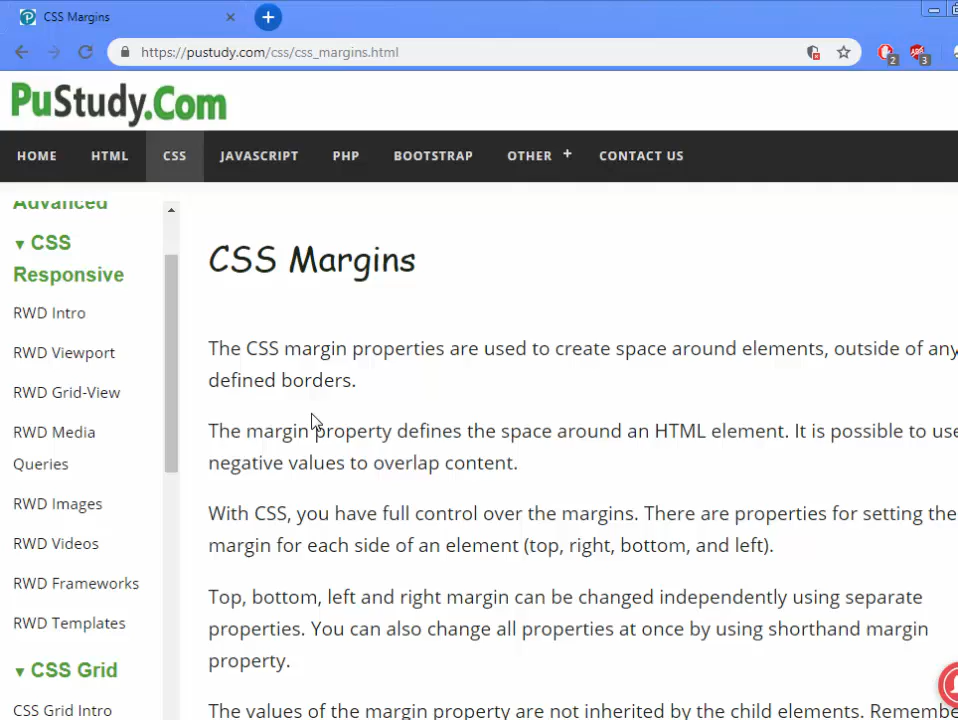 CSS Margins
https://pustudy.com/css/css_margins.html
2
3
PuStudy.Com
HOME HTML CSS JAVASCRIPT PHP BOOTSTRAP OTHER + CONTACT US
Advanced
▼ CSS
Responsive
RWD Intro
RWD Viewport
RWD Grid-View
RWD Media
Queries
RWD Images
RWD Videos
RWD Frameworks
RWD Templates
▼ CSS Grid
CSS Grid Intro
CSS Margins
The CSS margin properties are used to create space around elements, outside of any
defined borders.
The margin property defines the space around an HTML element. It is possible to use
negative values to overlap content.
With CSS, you have full control over the margins. There are properties for setting the
margin for each side of an element (top, right, bottom, and left).
Top, bottom, left and right margin can be changed independently using separate
properties. You can also change all properties at once by using shorthand margin
property.
The values of the margin property are not inherited by the child elements. Remembe